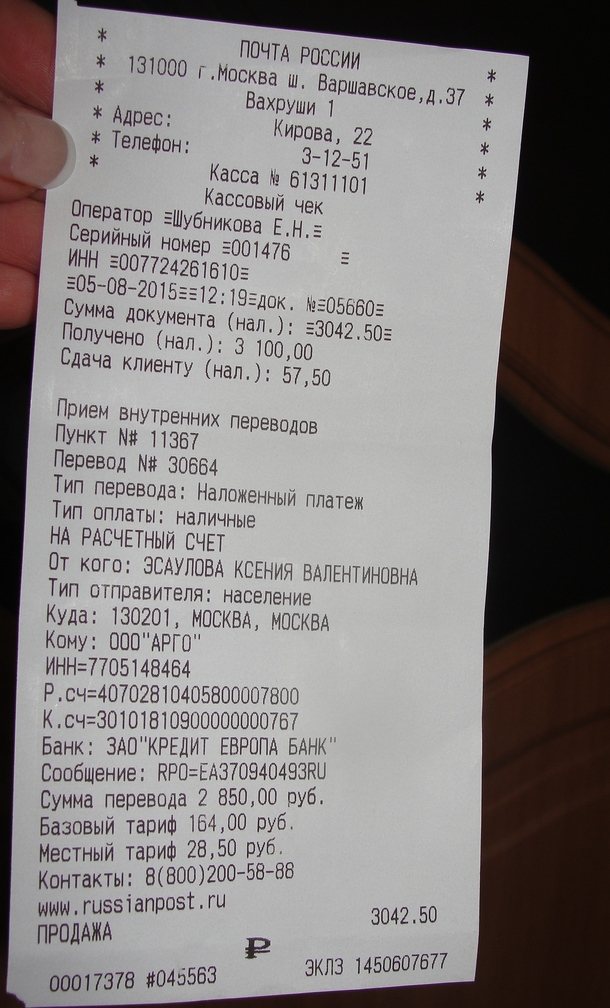 * ПОЧТА РОССИИ *
* 131000 г.Москва ш. Варшавское,д.37 *
* Вахруши 1 *
* Адрес: Кирова, 22 *
* Телефон: 3-12-51 *
* Касса № 61311101 *
Кассовый чек
Оператор ≡Шубникова Е.Н.≡
Серийный номер ≡001476 ≡
ИНН ≡007724261610≡
≡05-08-2015≡≡12:19≡док. №≡05660≡
Сумма документа (нал.): ≡3042.50≡
Получено (нал.): 3 100,00
Сдача клиенту (нал.): 57,50
Прием внутренних переводов
Пункт N# 11367
Перевод N# 30664
Тип перевода: Наложенный платеж
Тип оплаты: наличные
НА РАСЧЕТНЫЙ СЧЕТ
От кого: ЭСАУЛОВА КСЕНИЯ ВАЛЕНТИНОВНА
Тип отправителя: население
Куда: 130201, МОСКВА, МОСКВА
Кому: ООО"АРГО"
ИНН=7705148464
Р.сч=40702810405800007800
К.сч=30101810900000000767
Банк: ЗАО"КРЕДИТ ЕВРОПА БАНК"
Сообщение: RPO=EA370940493RU
Сумма перевода 2 850,00 руб.
Базовый тариф 164,00 руб.
Местный тариф 28,50 руб.
Контакты: 8(800)200-58-88
www.russianpost.ru
ПРОДАЖА 3042.50
₽
00017378 #045563 ЭКЛЗ 1450607677